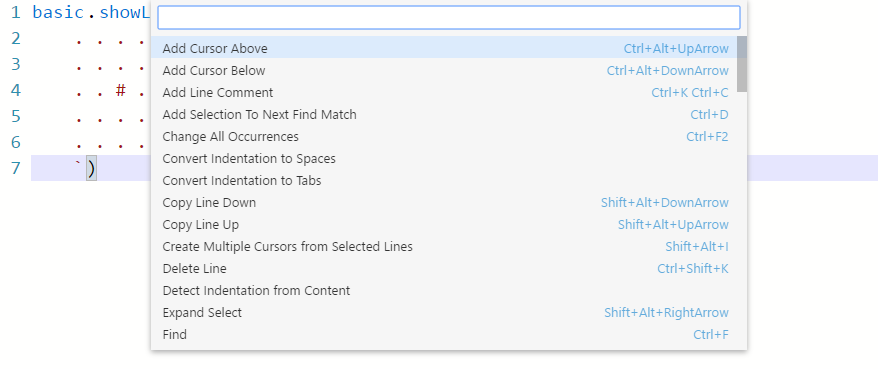 1 basic.showL
2 . . . .
3 . . . .
4 . . # .
5 . . . .
6 . . . .
7 `)
Add Cursor Above Ctrl+Alt+UpArrow
Add Cursor Below Ctrl+Alt+DownArrow
Add Line Comment Ctrl+K Ctrl+C
Add Selection To Next Find Match Ctrl+D
Change All Occurrences Ctrl+F2
Convert Indentation to Spaces
Convert Indentation to Tabs
Copy Line Down Shift+Alt+DownArrow
Copy Line Up Shift+Alt+UpArrow
Create Multiple Cursors from Selected Lines Shift+Alt+I
Delete Line Ctrl+Shift+K
Detect Indentation from Content
Expand Select Shift+Alt+RightArrow
Find Ctrl+F